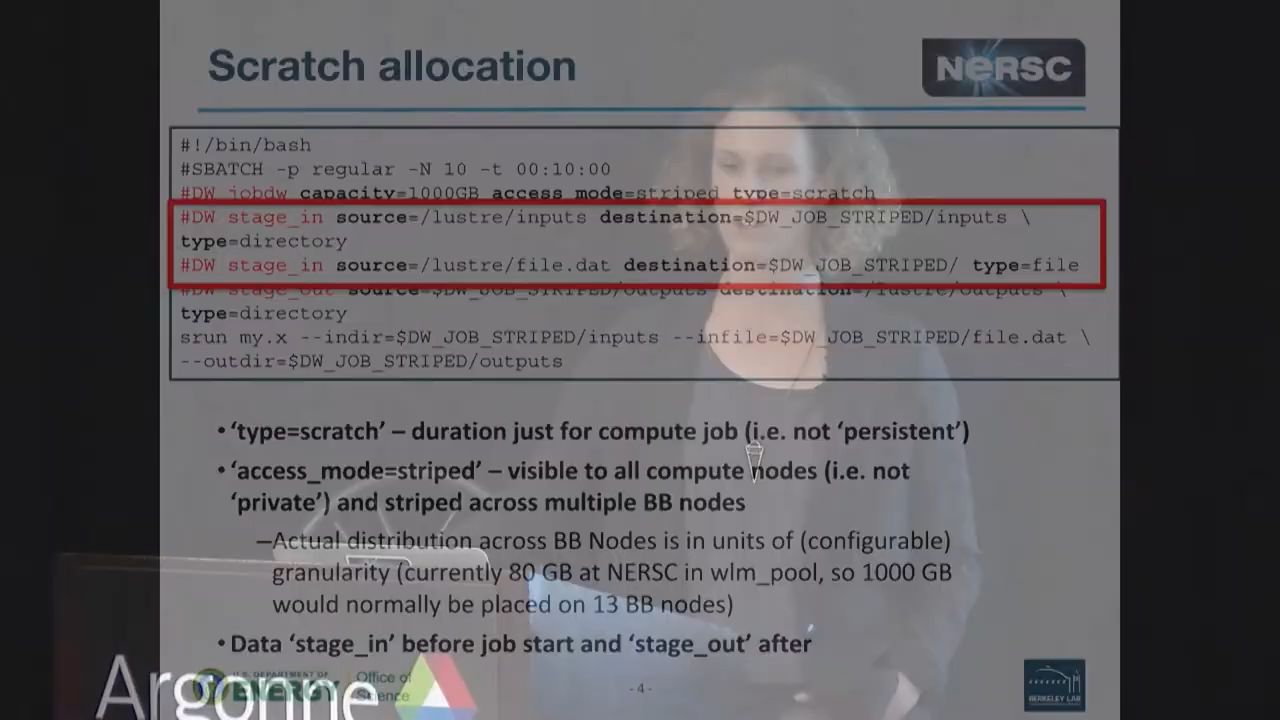 Scratch allocation
NERSC
#!/bin/bash
#SBATCH -p regular -N 10 -t 00:10:00
#DW jobdw capacity=1000GB access_mode=striped type=scratch
#DW stage_in source=/lustre/inputs destination=$DW_JOB_STRIPED/inputs \
type=directory
#DW stage_in source=/lustre/file.dat destination=$DW_JOB_STRIPED/ type=file
#DW stage_out source=$DW_JOB_STRIPED/outputs destination=/lustre/outputs \
type=directory
srun my.x --indir=$DW_JOB_STRIPED/inputs --infile=$DW_JOB_STRIPED/file.dat \
--outdir=$DW_JOB_STRIPED/outputs
• ‘type=scratch’ – duration just for compute job (i.e. not ‘persistent’)
• ‘access_mode=striped’ – visible to all compute nodes (i.e. not
‘private’) and striped across multiple BB nodes
–Actual distribution across BB Nodes is in units of (configurable)
granularity (currently 80 GB at NERSC in wlm_pool, so 1000 GB
would normally be placed on 13 BB nodes)
• Data ‘stage_in’ before job start and ‘stage_out’ after
U.S. DEPARTMENT OF
ENERGY
Office of
Science
Argonne
- 4 -
BERKELEY LAB